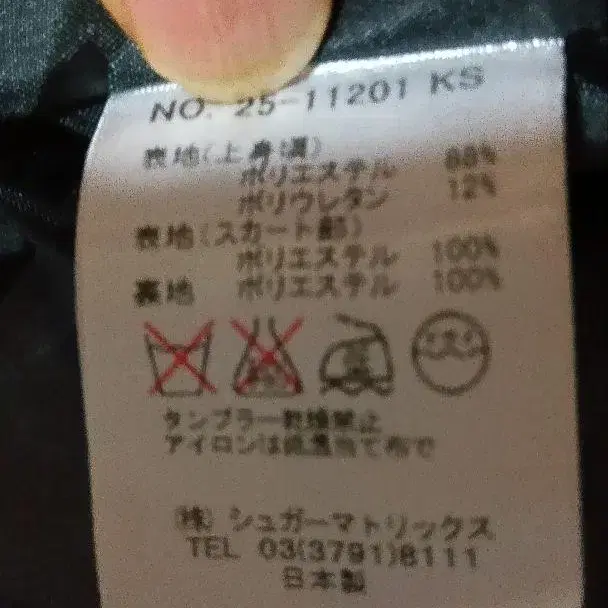 NO. 25-11201 KS
表地(上身頃)
ポリエステル 88%
ポリウレタン 12%
表地(スカート部)
ポリエステル 100%
裏地 ポリエステル 100%
タンブラー乾燥禁止
アイロンは低温当て布で
(株) シュガーマトリックス
TEL 03(3791)8111
日本製